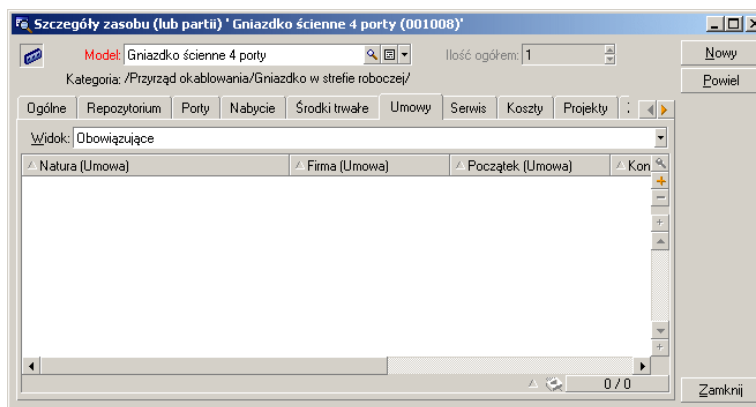 Szczegóły zasobu (lub partii) ' Gniazdko ścienne 4 porty (001008)'
Model: Gniazdko ścienne 4 porty Ilość ogółem: 1 Nowy
Kategoria: /Przyrząd okablowania/Gniazdko w strefie roboczej/ Powiel
Ogólne Repozytorium Porty Nabycie Środki trwałe Umowy Serwis Koszty Projekty
Widok: Obowiązujące
Natura (Umowa) Firma (Umowa) Początek (Umowa) Kon
0 / 0 Zamknij